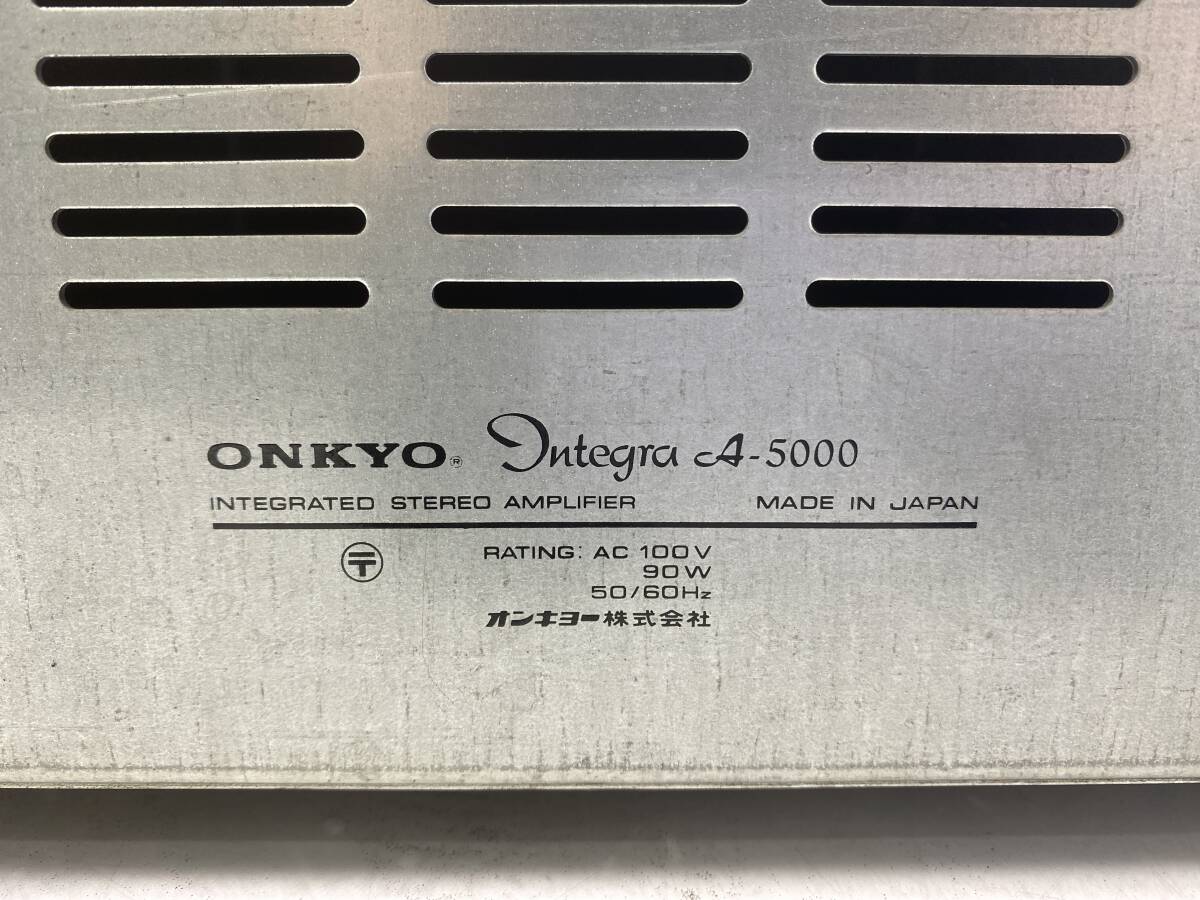 ONKYO® Integra A-5000
INTEGRATED STEREO AMPLIFIER MADE IN JAPAN
〒 RATING: AC 100V
90W
50/60Hz
オンキヨー株式会社